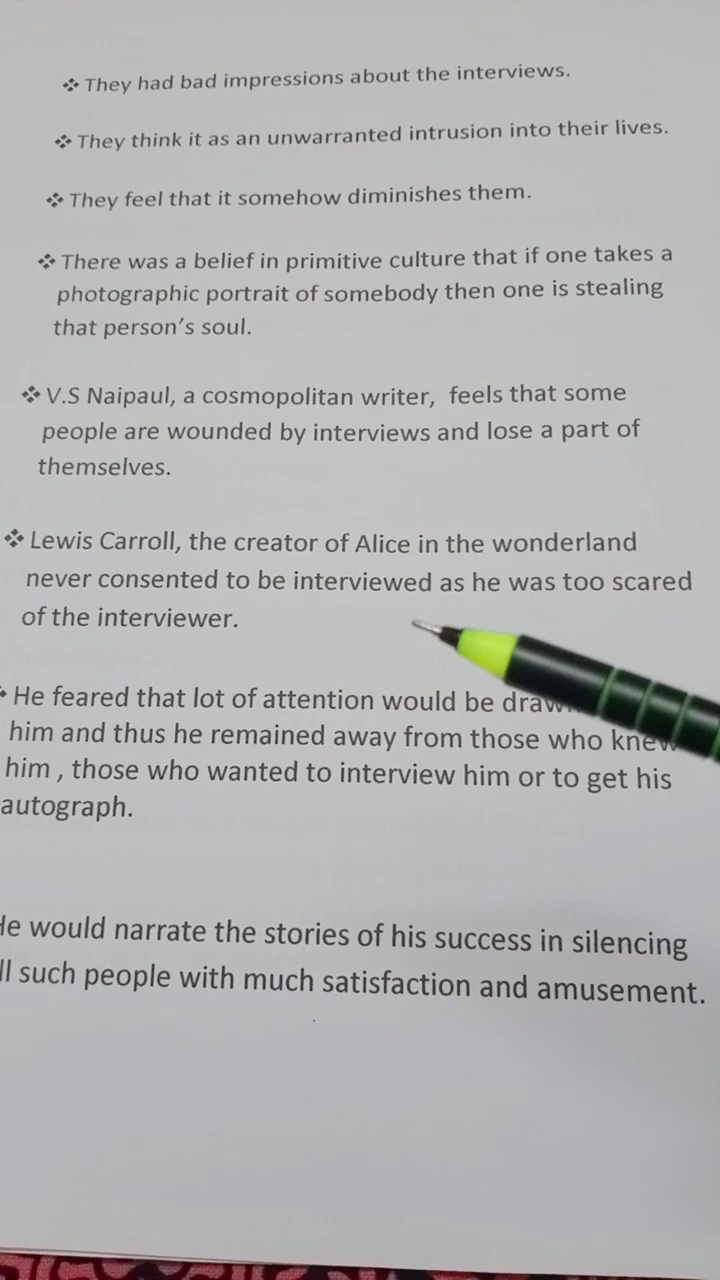 ❖ They had bad impressions about the interviews.
❖ They think it as an unwarranted intrusion into their lives.
❖ They feel that it somehow diminishes them.
❖ There was a belief in primitive culture that if one takes a
photographic portrait of somebody then one is stealing
that person's soul.
❖ V.S Naipaul, a cosmopolitan writer, feels that some
people are wounded by interviews and lose a part of
themselves.
❖ Lewis Carroll, the creator of Alice in the wonderland
never consented to be interviewed as he was too scared
of the interviewer.
❖ He feared that lot of attention would be
him and thus he remained away from those who knew
him , those who wanted to interview him or to get his
autograph.
He would narrate the stories of his success in silencing
such people with much satisfaction and amusement.